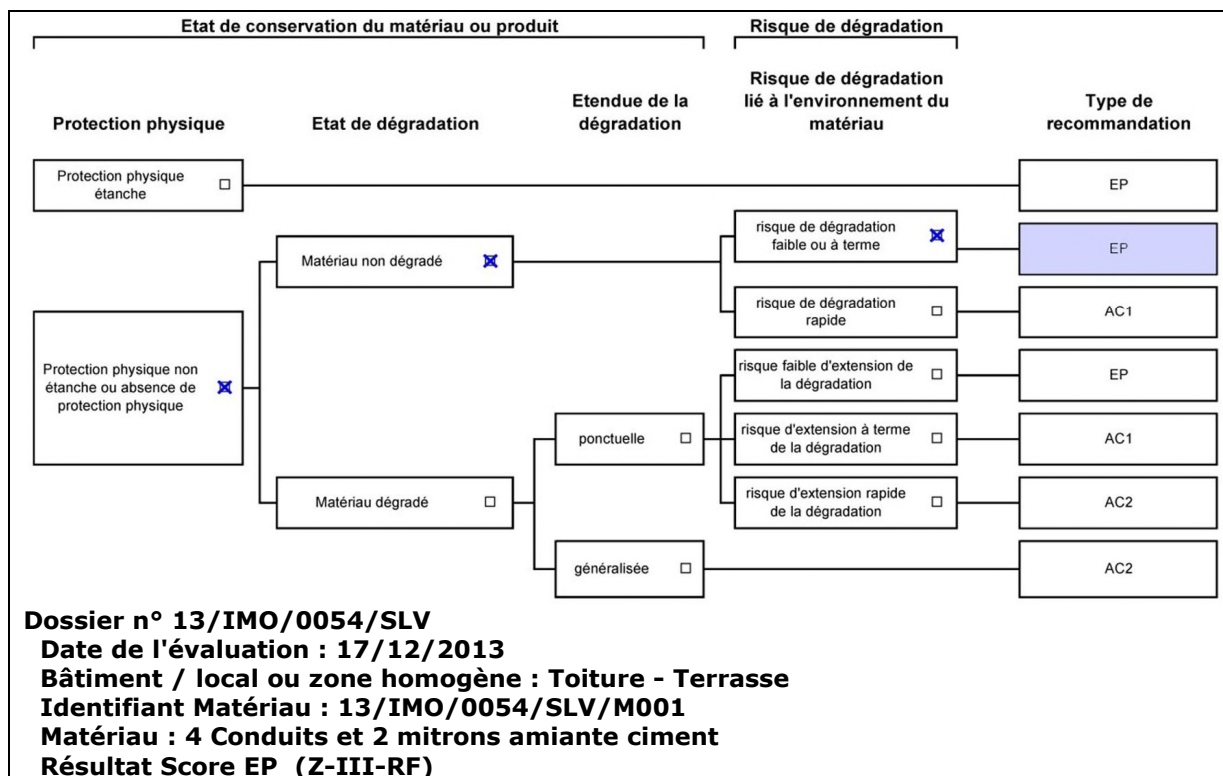 Etat de conservation du matériau ou produit
Risque de dégradation
Protection physique
Etat de dégradation
Etendue de la
dégradation
Risque de dégradation
lié à l'environnement du
matériau
Type de
recommandation
Protection physique
étanche
EP
risque de dégradation
faible ou à terme
EP
Matériau non dégradé
risque de dégradation
rapide
AC1
Protection physique non
étanche ou absence de
protection physique
risque faible d'extension de
la dégradation
EP
ponctuelle
risque d'extension à terme
de la dégradation
AC1
Matériau dégradé
risque d'extension rapide
de la dégradation
AC2
généralisée
AC2
Dossier n° 13/IMO/0054/SLV
Date de l'évaluation : 17/12/2013
Bâtiment / local ou zone homogène : Toiture - Terrasse
Identifiant Matériau : 13/IMO/0054/SLV/M001
Matériau : 4 Conduits et 2 mitrons amiante ciment
Résultat Score EP (Z-III-RF)